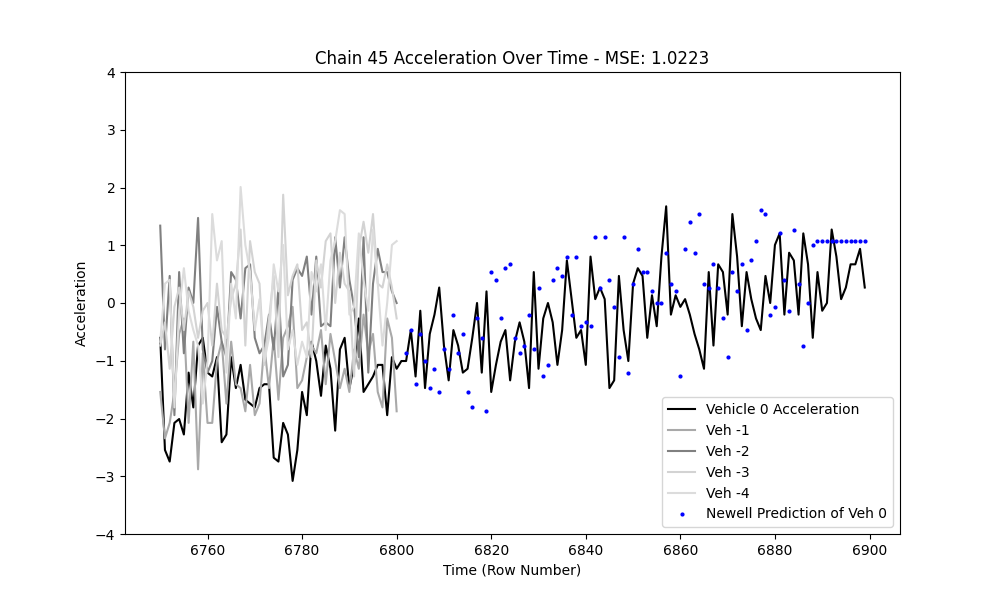 Chain 45 Acceleration Over Time - MSE: 1.0223
4
3
2
1
0
−1
−2
−3
−4
Acceleration
Vehicle 0 Acceleration
Veh -1
Veh -2
Veh -3
Veh -4
Newell Prediction of Veh 0
6760 6780 6800 6820 6840 6860 6880 6900
Time (Row Number)